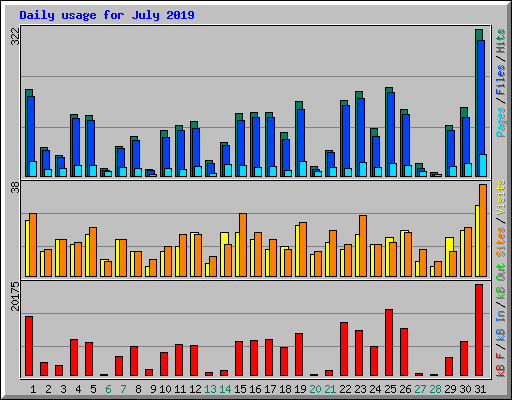 Daily usage for July 2019
322
Pages / Files / Hits
38
Sites / Visits
20175
kB F / kB In / kB Out
1 2 3 4 5 6 7 8 9 10 11 12 13 14 15 16 17 18 19 20 21 22 23 24 25 26 27 28 29 30 31